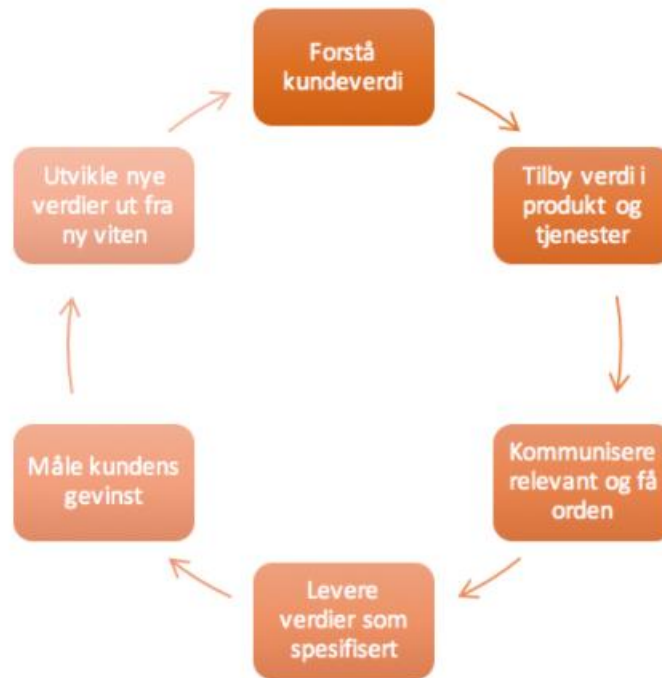 Forstå
kundeverdi
Tilby verdi i
produkt og
tjenester
Kommunisere
relevant og få
orden
Levere
verdier som
spesifisert
Måle kundens
gevinst
Utvikle nye
verdier ut fra
ny viten